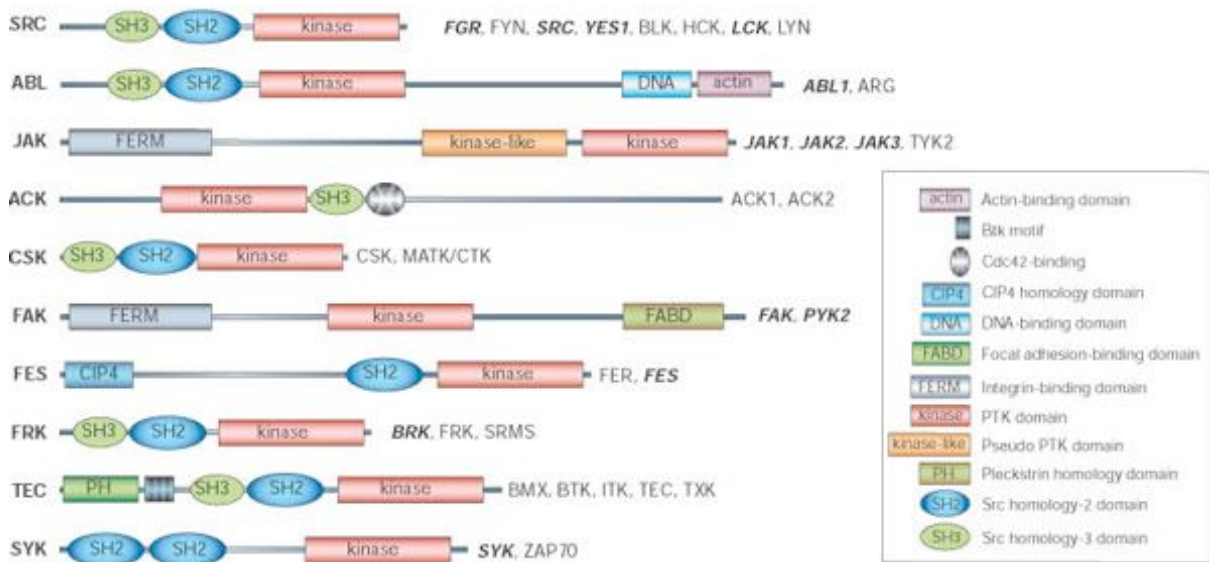 SRC SH3 SH2 kinase FGR, FYN, SRC, YES1, BLK, HCK, LCK, LYN
ABL SH3 SH2 kinase DNA actin ABL1, ARG
JAK FERM kinase-like kinase JAK1, JAK2, JAK3, TYK2
ACK kinase SH3 ACK1, ACK2
CSK SH3 SH2 kinase CSK, MATK/CTK
FAK FERM kinase FABD FAK, PYK2
FES CIP4 SH2 kinase FER, FES
FRK SH3 SH2 kinase BRK, FRK, SRMS
TEC PH SH3 SH2 kinase BMX, BTK, ITK, TEC, TXK
SYK SH2 SH2 kinase SYK, ZAP70
actin Actin-binding domain
Btk motif
Cdc42-binding
CIP4 CIP4 homology domain
DNA DNA-binding domain
FABD Focal adhesion-binding domain
FERM Integrin-binding domain
kinase PTK domain
kinase-like Pseudo PTK domain
PH Pleckstrin homology domain
SH2 Src homology-2 domain
SH3 Src homology-3 domain